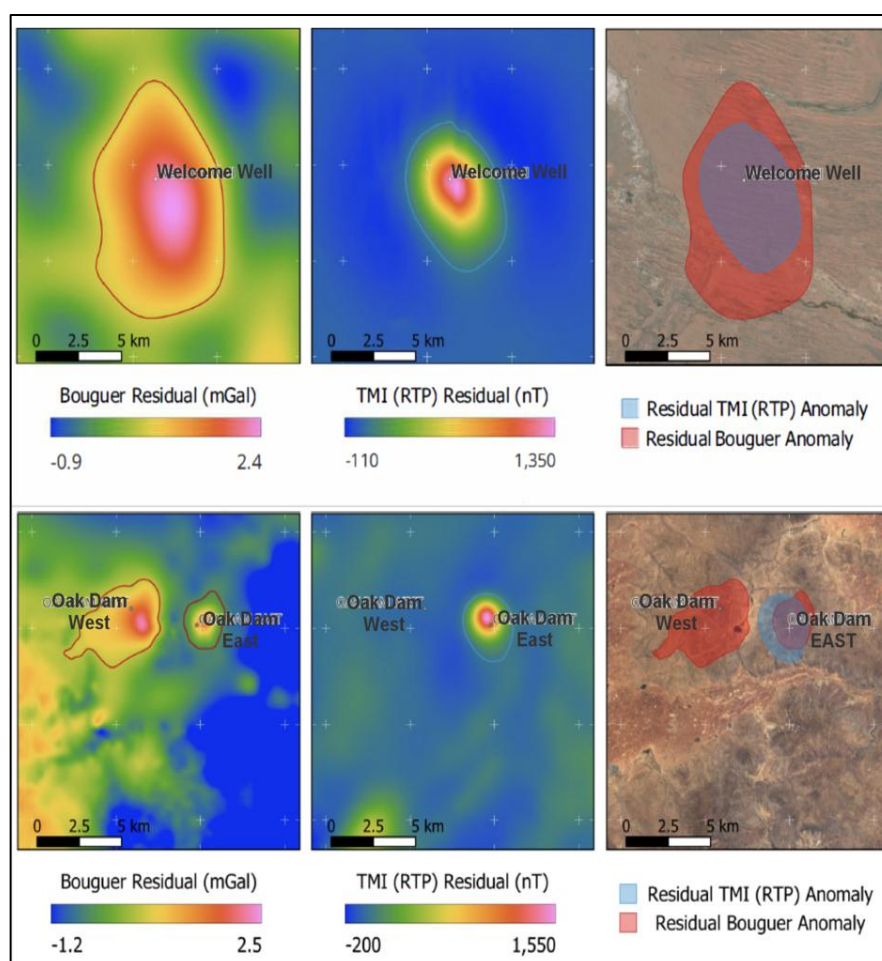 Welcome Well
Welcome Well
Welcome Well
0 2.5 5 km
0 2.5 5 km
0 2.5 5 km
Bouguer Residual (mGal)
-0.9 2.4
TMI (RTP) Residual (nT)
-110 1,350
Residual TMI (RTP) Anomaly
Residual Bouguer Anomaly
Oak Dam
West
Oak Dam
East
Oak Dam
West
Oak Dam
East
Oak Dam
West
Oak Dam
EAST
0 2.5 5 km
0 2.5 5 km
0 2.5 5 km
Bouguer Residual (mGal)
-1.2 2.5
TMI (RTP) Residual (nT)
-200 1,550
Residual TMI (RTP) Anomaly
Residual Bouguer Anomaly